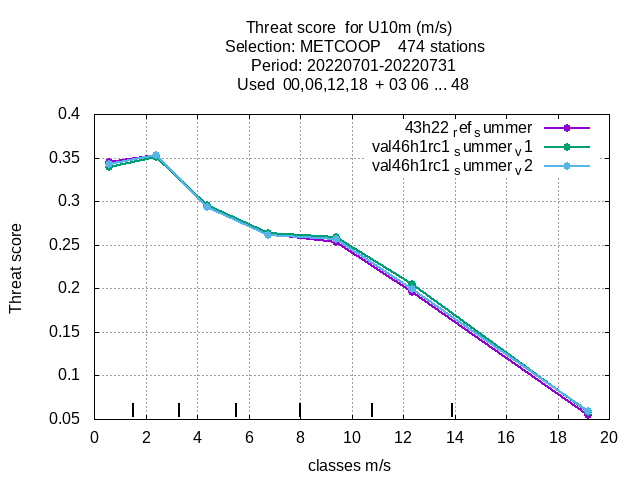 Threat score  for U10m (m/s)
Selection: METCOOP    474 stations
Period: 20220701-20220731
Used  00,06,12,18  + 03 06 ... 48
43h22 ref summer
val46h1rc1 summer v1
val46h1rc1 summer v2
Threat score
0.4
0.35
0.3
0.25
0.2
0.15
0.1
0.05
0 2 4 6 8 10 12 14 16 18 20
classes m/s